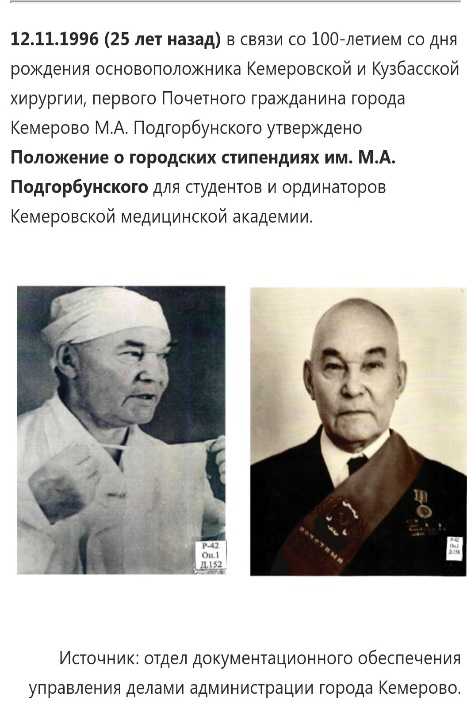 12.11.1996 (25 лет назад) в связи со 100-летием со дня
рождения основоположника Кемеровской и Кузбасской
хирургии, первого Почетного гражданина города
Кемерово М.А. Подгорбунского утверждено
Положение о городских стипендиях им. М.А.
Подгорбунского для студентов и ординаторов
Кемеровской медицинской академии.
Р-42
Оп.1
Д.152
ПОЧЕТНЫЙ
Р-42
Оп.1
Источник: отдел документационного обеспечения
управления делами администрации города Кемерово.